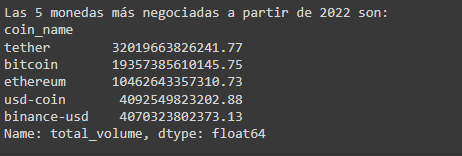 Las 5 monedas más negociadas a partir de 2022 son:
coin_name
tether 32019663826241.77
bitcoin 19357385610145.75
ethereum 10462643357310.73
usd-coin 4092549823202.88
binance-usd 4070323802373.13
Name: total_volume, dtype: float64